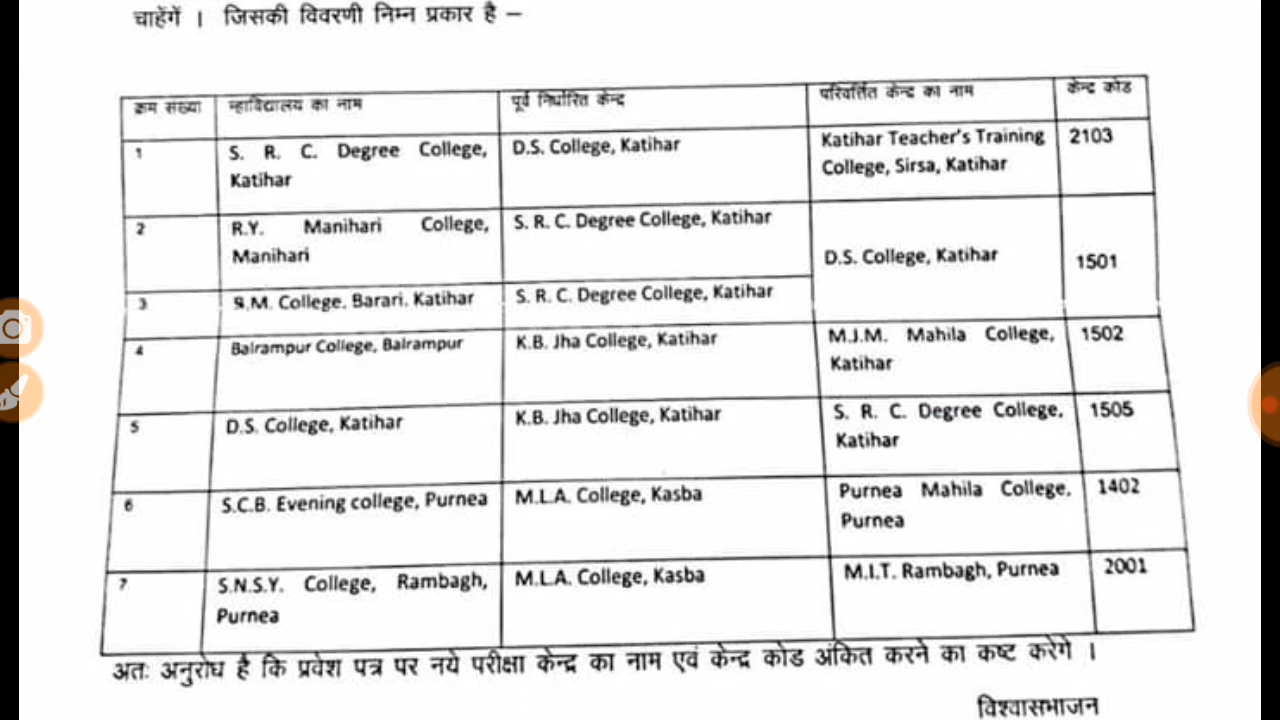 चाहेंगें । जिसकी विवरणी निम्न प्रकार है –
क्रम संख्या म्हाविद्यालय का नाम पूर्व निर्धारित केन्द्र परिवर्तित केन्द्र का नाम केन्द्र कोड
1 S. R. C. Degree College, D.S. College, Katihar Katihar Teacher's Training 2103
Katihar College, Sirsa, Katihar
2 R.Y. Manihari College, S. R. C. Degree College, Katihar
Manihari D.S. College, Katihar 1501
3 B.M. College, Barari, Katihar S. R. C. Degree College, Katihar
4 Balrampur College, Balrampur K.B. Jha College, Katihar M.J.M. Mahila College, 1502
Katihar
5 D.S. College, Katihar K.B. Jha College, Katihar S. R. C. Degree College, 1505
Katihar
6 S.C.B. Evening college, Purnea M.L.A. College, Kasba Purnea Mahila College, 1402
Purnea
7 S.N.S.Y. College, Rambagh, M.L.A. College, Kasba M.I.T. Rambagh, Purnea 2001
Purnea
अतः अनुरोध है कि प्रवेश पत्र पर नये परीक्षा केन्द्र का नाम एवं केन्द्र कोड अंकित करने का कष्ट करेगे ।
विश्वासभाजन